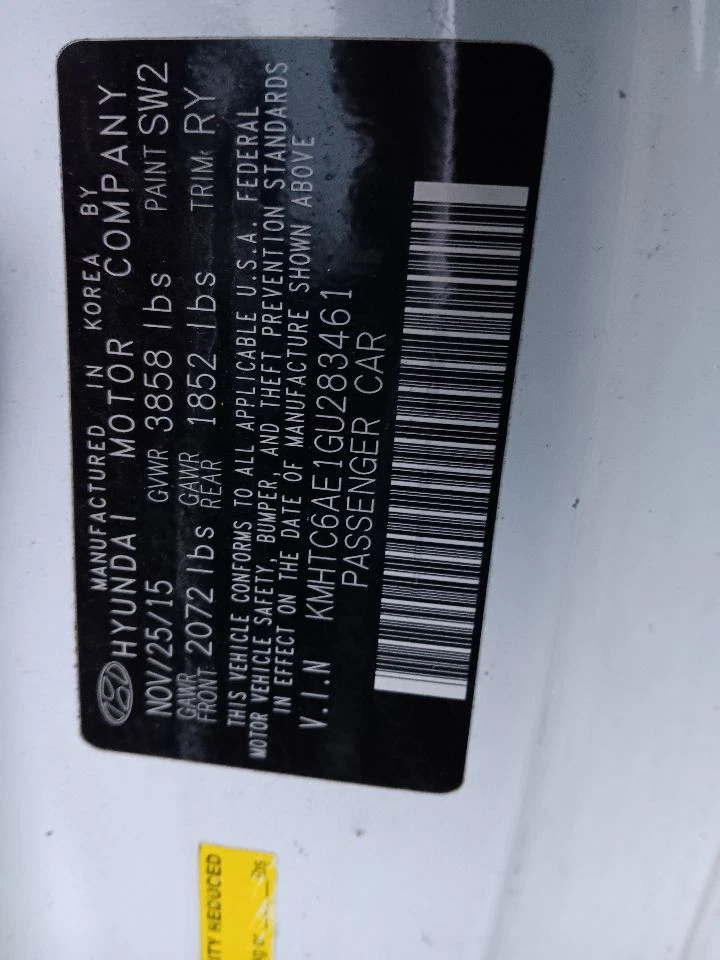 MANUFACTURED IN KOREA BY
HYUNDAI MOTOR COMPANY
NOV/25/15 GVWR 3858 lbs PAINT SW2
GAWR FRONT 2072 lbs GAWR REAR 1852 lbs TRIM: RY
THIS VEHICLE CONFORMS TO ALL APPLICABLE U.S.A. FEDERAL
MOTOR VEHICLE SAFETY, BUMPER, AND THEFT PREVENTION STANDARDS
IN EFFECT ON THE DATE OF MANUFACTURE SHOWN ABOVE
V.I.N KMHTC6AE1GU283461
PASSENGER CAR
REDUCED